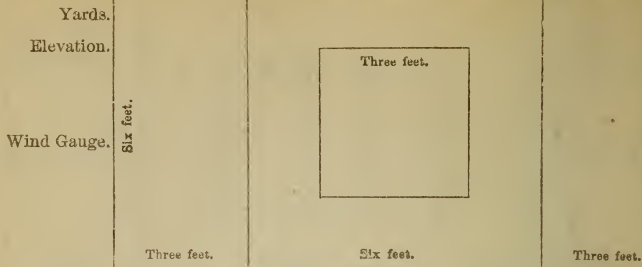 Yards.
Elevation.
Three feet.
Six feet.
Wind Gauge.
Three feet.
Six feet.
Three feet.